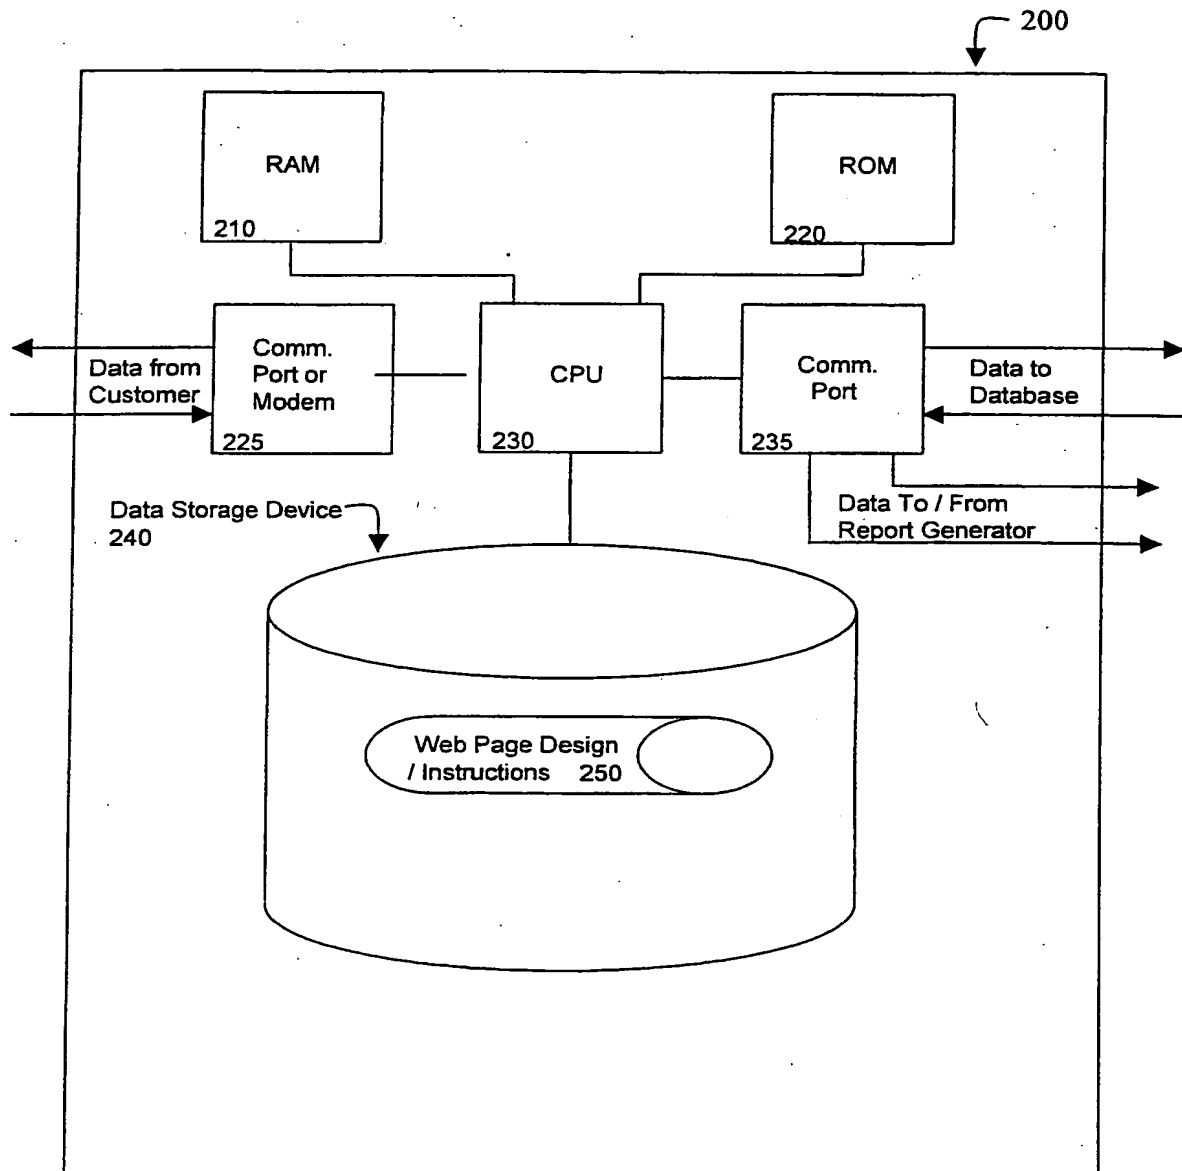 200
RAM
210
ROM
220
Data from
Customer
Comm.
Port or
Modem
225
CPU
230
Comm.
Port
235
Data to
Database
Data To / From
Report Generator
Data Storage Device
240
Web Page Design
/ Instructions 250